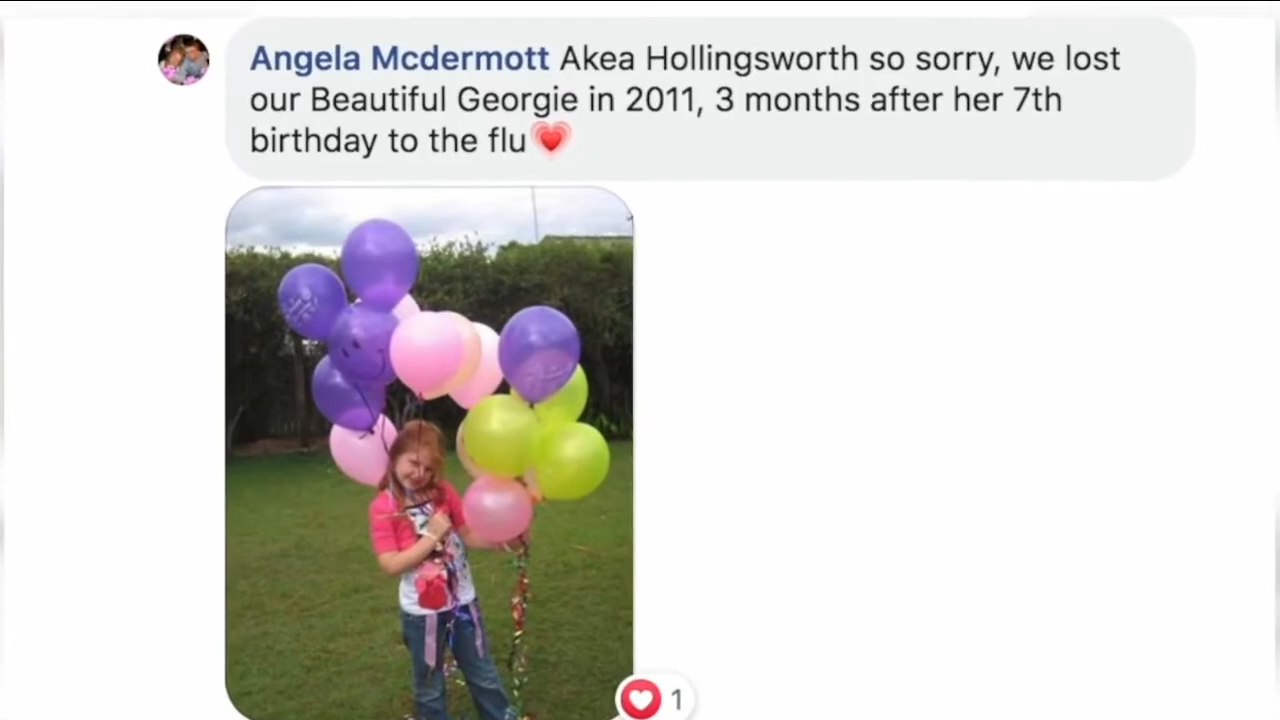 Angela Mcdermott Akea Hollingsworth so sorry, we lost
our Beautiful Georgie in 2011, 3 months after her 7th
birthday to the flu💗
1